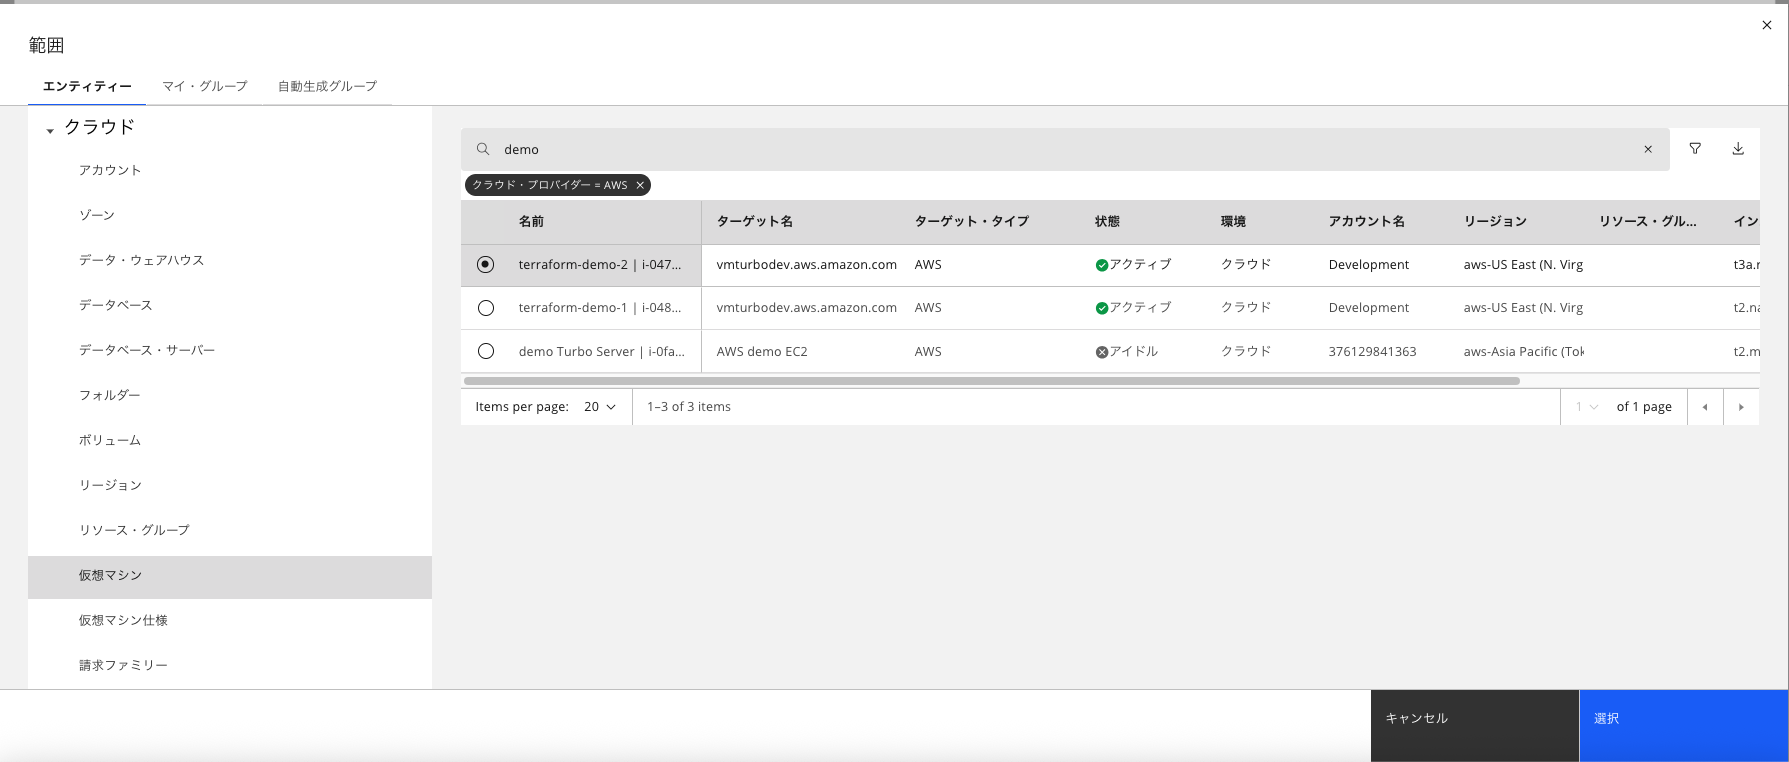 範囲
エンティティー マイ・グループ 自動生成グループ
クラウド
アカウント
ゾーン
データ・ウェアハウス
データベース
データベース・サーバー
フォルダー
ボリューム
リージョン
リソース・グループ
仮想マシン
仮想マシン仕様
請求ファミリー
demo
クラウド・プロバイダー = AWS
名前 ターゲット名 ターゲット・タイプ 状態 環境 アカウント名 リージョン リソース・グル... イン
terraform-demo-2 | i-047... vmturbodev.aws.amazon.com AWS アクティブ クラウド Development aws-US East (N. Virg t3a.r
terraform-demo-1 | i-048... vmturbodev.aws.amazon.com AWS アクティブ クラウド Development aws-US East (N. Virg t2.na
demo Turbo Server | i-0fa... AWS demo EC2 AWS アイドル クラウド 376129841363 aws-Asia Pacific (Tok t2.m
Items per page: 20 1–3 of 3 items 1 of 1 page
キャンセル 選択